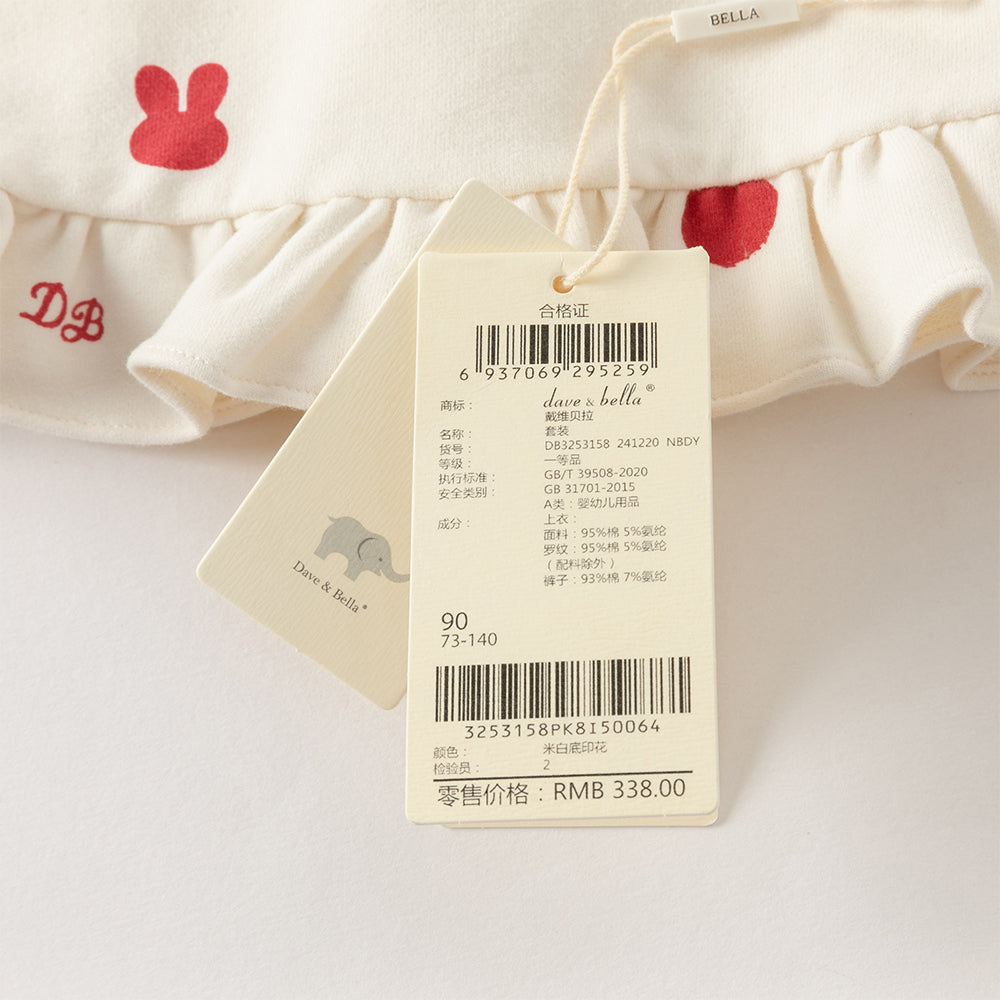 BELLA
DB
合格证
6 937069 295259
商标： dave & bella®
戴维贝拉
名称： 套装
货号： DB3253158 241220 NBDY
等级： 一等品
执行标准： GB/T 39508-2020
安全类别： GB 31701-2015
A类：婴幼儿用品
成分： 上衣：
面料：95%棉 5%氨纶
罗纹：95%棉 5%氨纶
（配料除外）
裤子：93%棉 7%氨纶
Dave & Bella®
90
73-140
3253158PK8I50064
颜色： 米白底印花
检验员： 2
零售价格：RMB 338.00